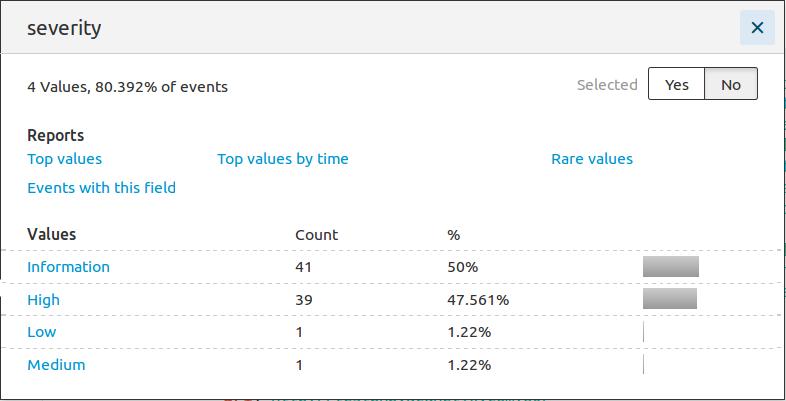 severity
4 Values, 80.392% of events
Selected Yes No
Reports
Top values Top values by time Rare values
Events with this field
Values Count %
Information 41 50%
High 39 47.561%
Low 1 1.22%
Medium 1 1.22%